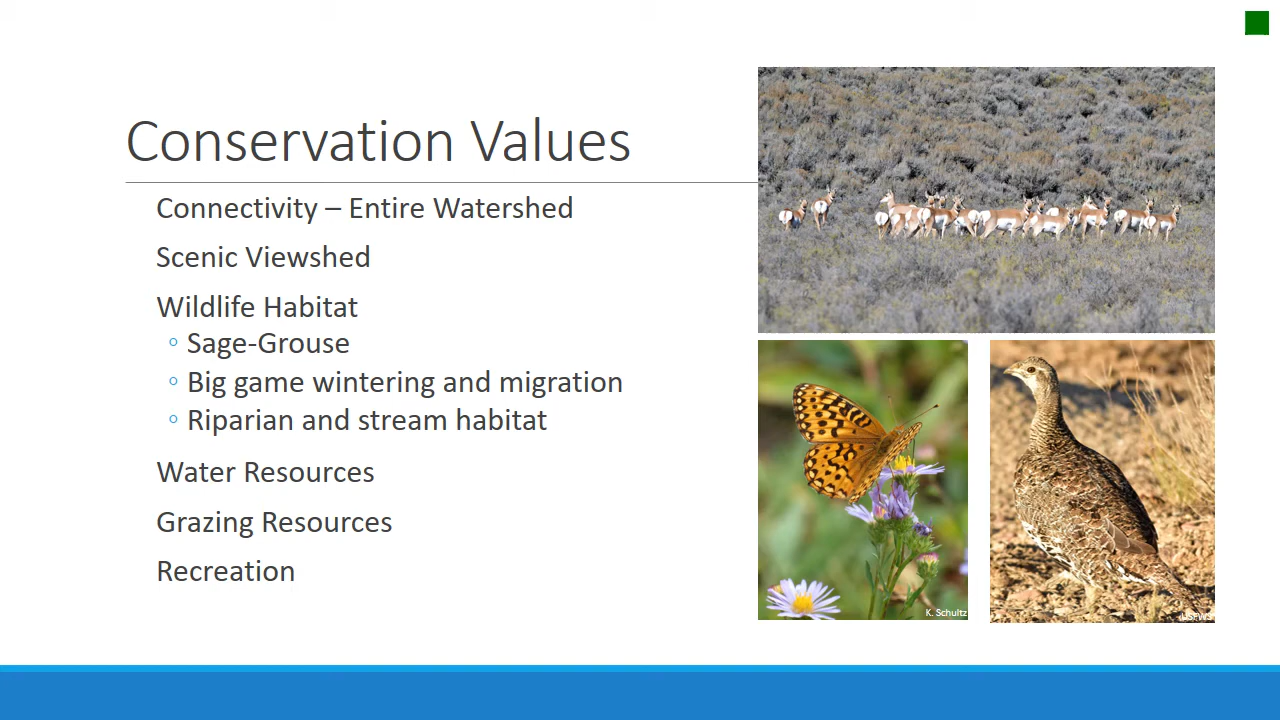 Conservation Values
Connectivity – Entire Watershed
Scenic Viewshed
Wildlife Habitat
◦ Sage-Grouse
◦ Big game wintering and migration
◦ Riparian and stream habitat
Water Resources
Grazing Resources
Recreation
K. Schultz
USFWS